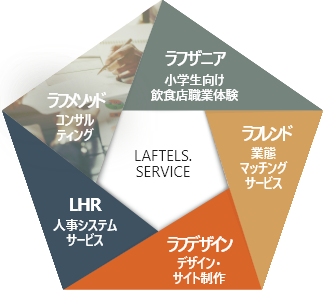 ラフザニア
小学生向け
飲食店職業体験
ラフメソッド
コンサル
ティング
LAFTELS.
SERVICE
ラフレンド
業態
マッチング
サービス
LHR
人事システム
サービス
ラフデザイン
デザイン・
サイト制作